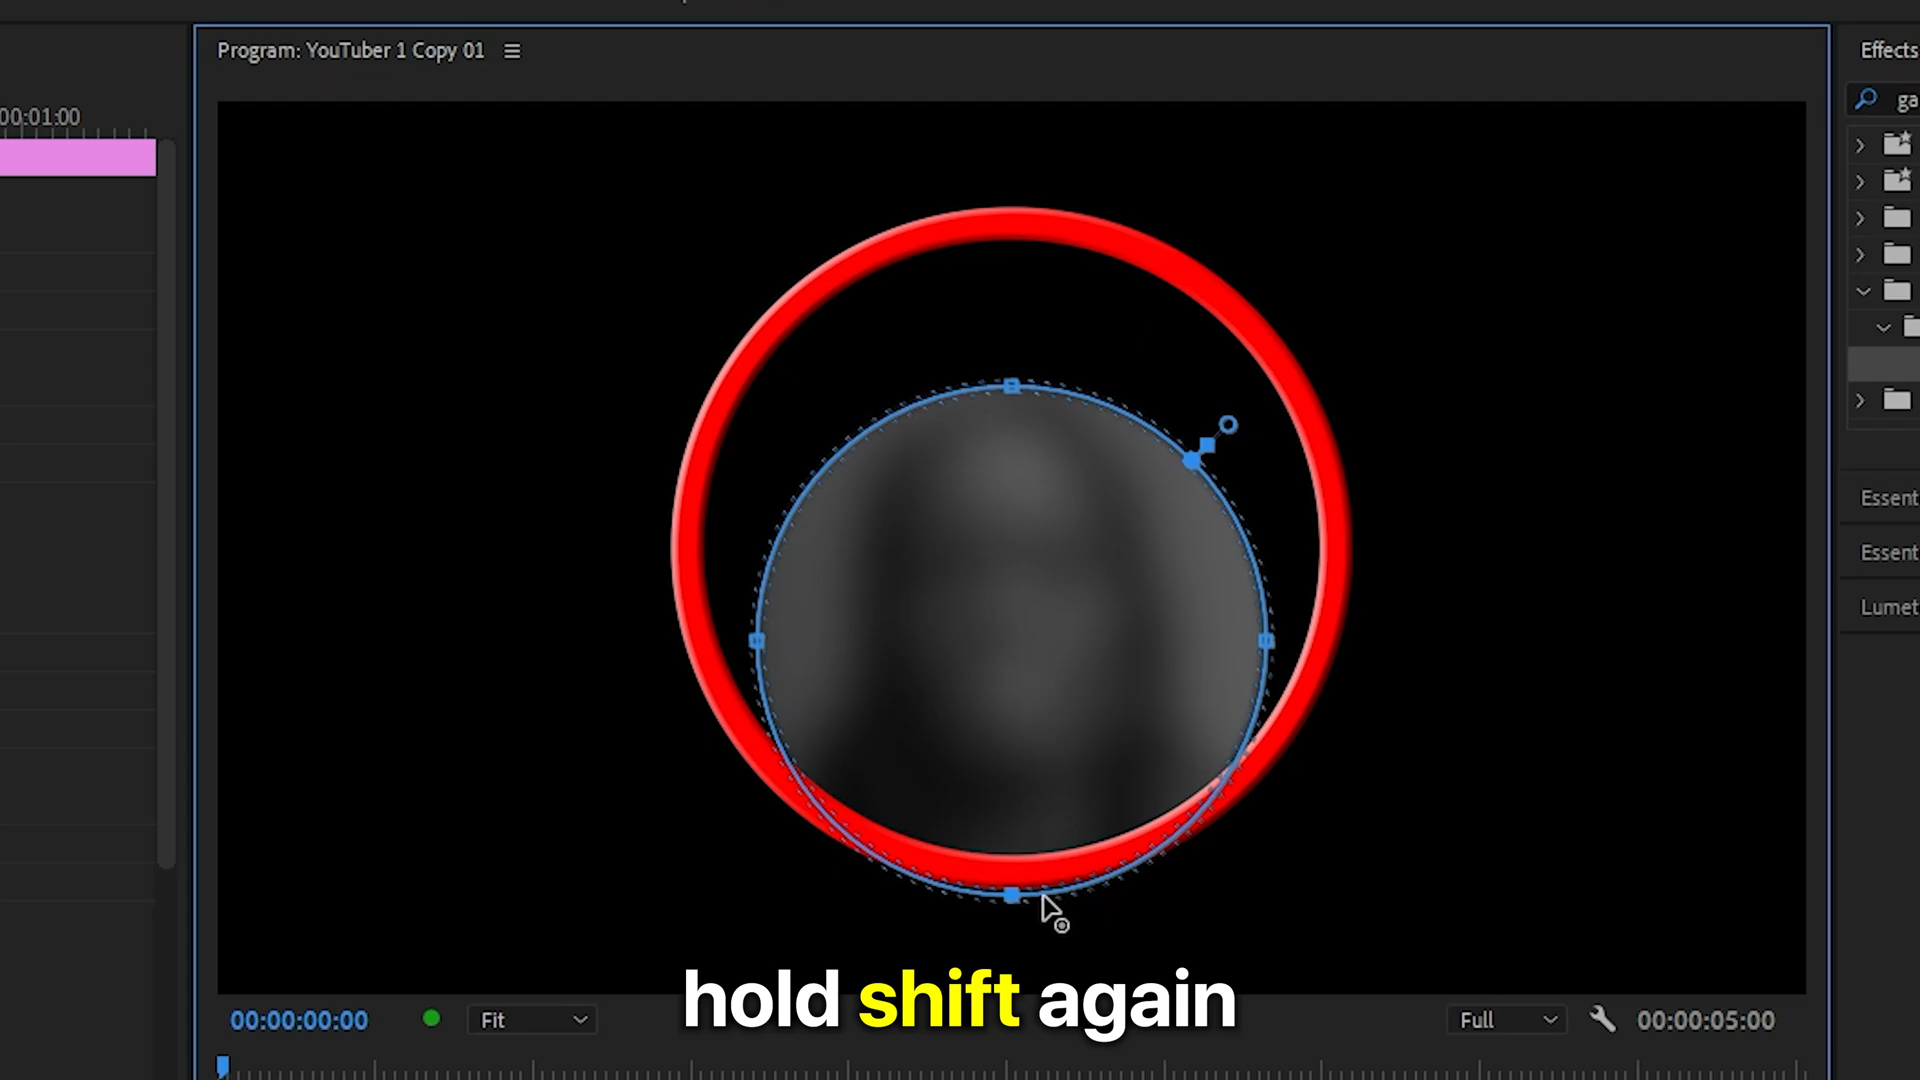 Program: YouTuber 1 Copy 01
Effects
00:01:00
ga
Essent
Essent
Lumet
hold shift again
00:00:00:00
Fit
Full
00:00:05:00